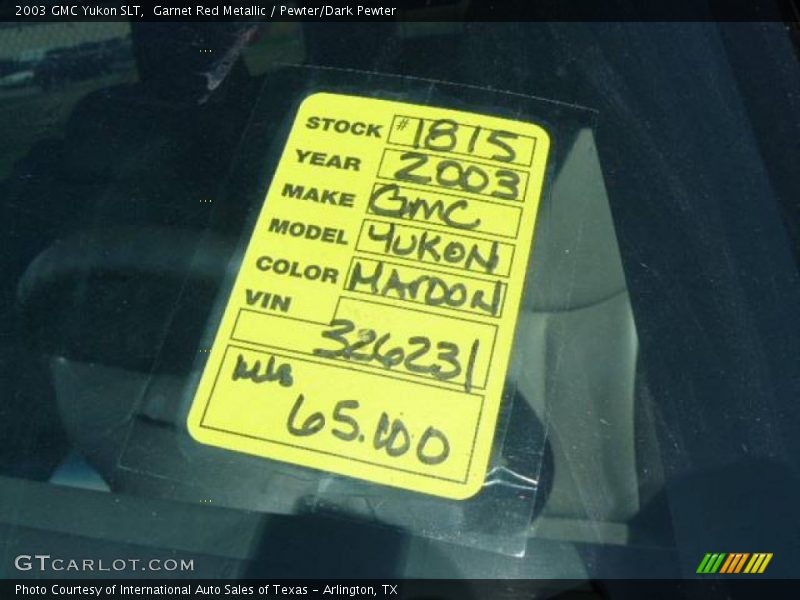 2003 GMC Yukon SLT,  Garnet Red Metallic / Pewter/Dark Pewter
STOCK #1815
YEAR 2003
MAKE GMC
MODEL YUKON
COLOR MAROON
VIN
326231
mls
65.100
GTCARLOT.COM
Photo Courtesy of International Auto Sales of Texas - Arlington, TX